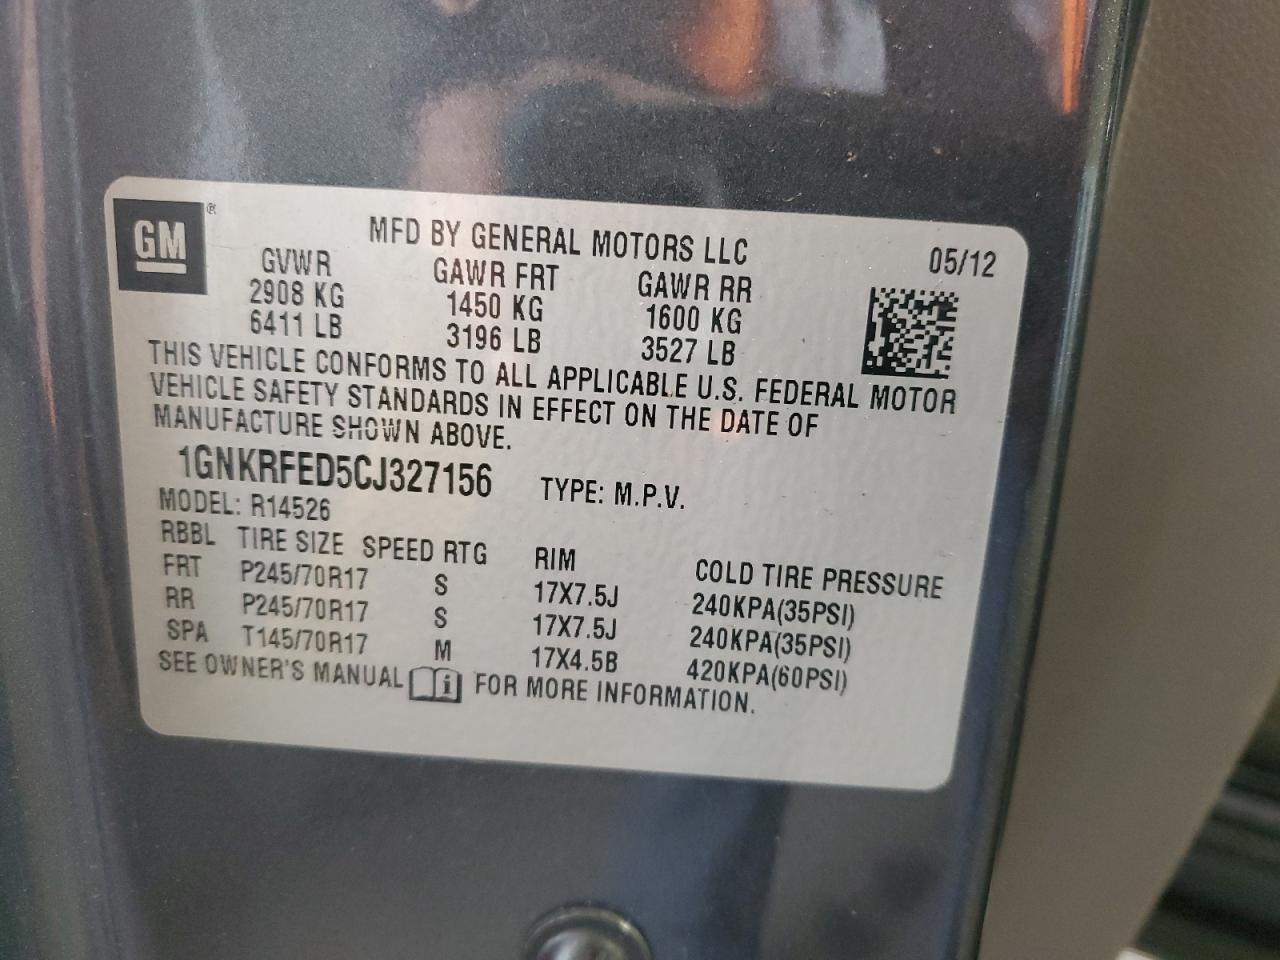 GM®
MFD BY GENERAL MOTORS LLC
05/12
GVWR GAWR FRT GAWR RR
2908 KG 1450 KG 1600 KG
6411 LB 3196 LB 3527 LB
THIS VEHICLE CONFORMS TO ALL APPLICABLE U.S. FEDERAL MOTOR
VEHICLE SAFETY STANDARDS IN EFFECT ON THE DATE OF
MANUFACTURE SHOWN ABOVE.
1GNKRFED5CJ327156 TYPE: M.P.V.
MODEL: R14526
RBBL TIRE SIZE SPEED RTG RIM COLD TIRE PRESSURE
FRT P245/70R17 S 17X7.5J 240KPA(35PSI)
RR P245/70R17 S 17X7.5J 240KPA(35PSI)
SPA T145/70R17 M 17X4.5B 420KPA(60PSI)
SEE OWNER'S MANUAL i FOR MORE INFORMATION.